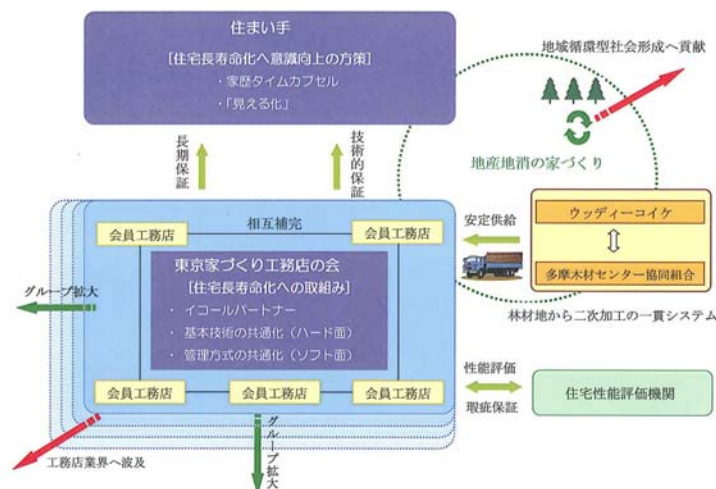 住まい手
[住宅長寿命化へ意識向上の方策]
・家歴タイムカプセル
・「見える化」
地域循環型社会形成へ貢献
地産地消の家づくり
長期保証
技術的保証
相互補完
会員工務店
会員工務店
東京家づくり工務店の会
[住宅長寿命化への取組み]
・ イコールパートナー
・ 基本技術の共通化（ハード面）
・ 管理方式の共通化（ソフト面）
会員工務店
会員工務店
会員工務店
安定供給
ウッディーコイケ
多摩木材センター協同組合
林材地から二次加工の一貫システム
性能評価
瑕疵保証
住宅性能評価機関
グループ拡大
工務店業界へ波及
グループ拡大